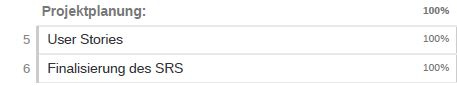 Projektplanung: 100%
5 User Stories 100%
6 Finalisierung des SRS 100%